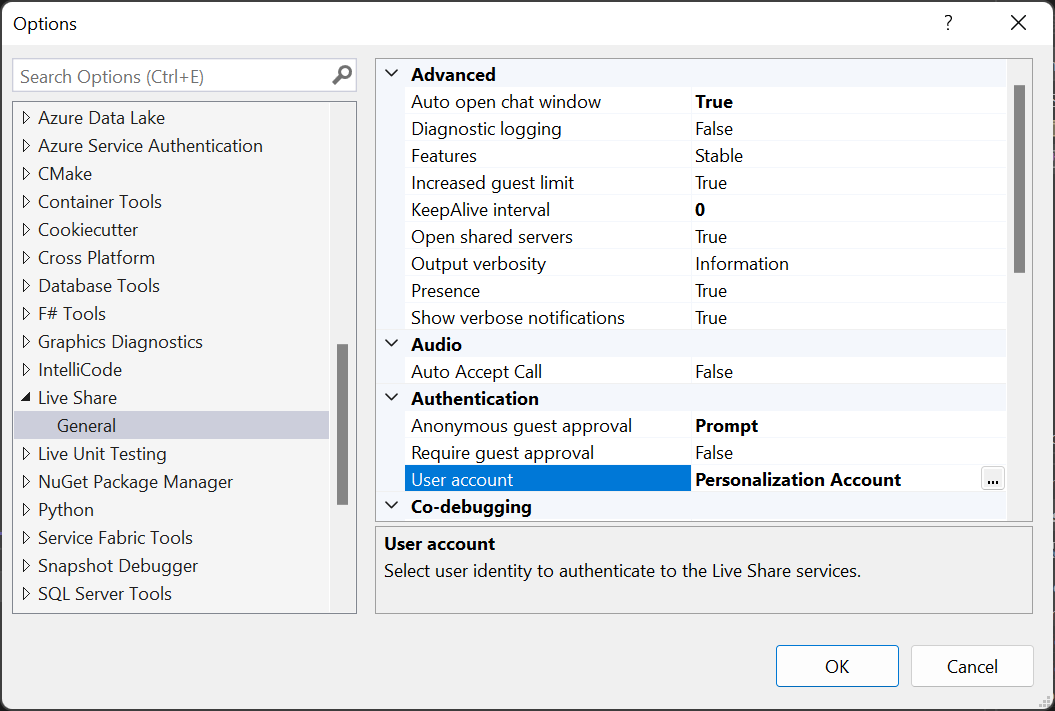 Options
?
Search Options (Ctrl+E)
Azure Data Lake
Azure Service Authentication
CMake
Container Tools
Cookiecutter
Cross Platform
Database Tools
F# Tools
Graphics Diagnostics
IntelliCode
Live Share
General
Live Unit Testing
NuGet Package Manager
Python
Service Fabric Tools
Snapshot Debugger
SQL Server Tools
Advanced
Auto open chat window True
Diagnostic logging False
Features Stable
Increased guest limit True
KeepAlive interval 0
Open shared servers True
Output verbosity Information
Presence True
Show verbose notifications True
Audio
Auto Accept Call False
Authentication
Anonymous guest approval Prompt
Require guest approval False
User account Personalization Account ...
Co-debugging
User account
Select user identity to authenticate to the Live Share services.
OK Cancel